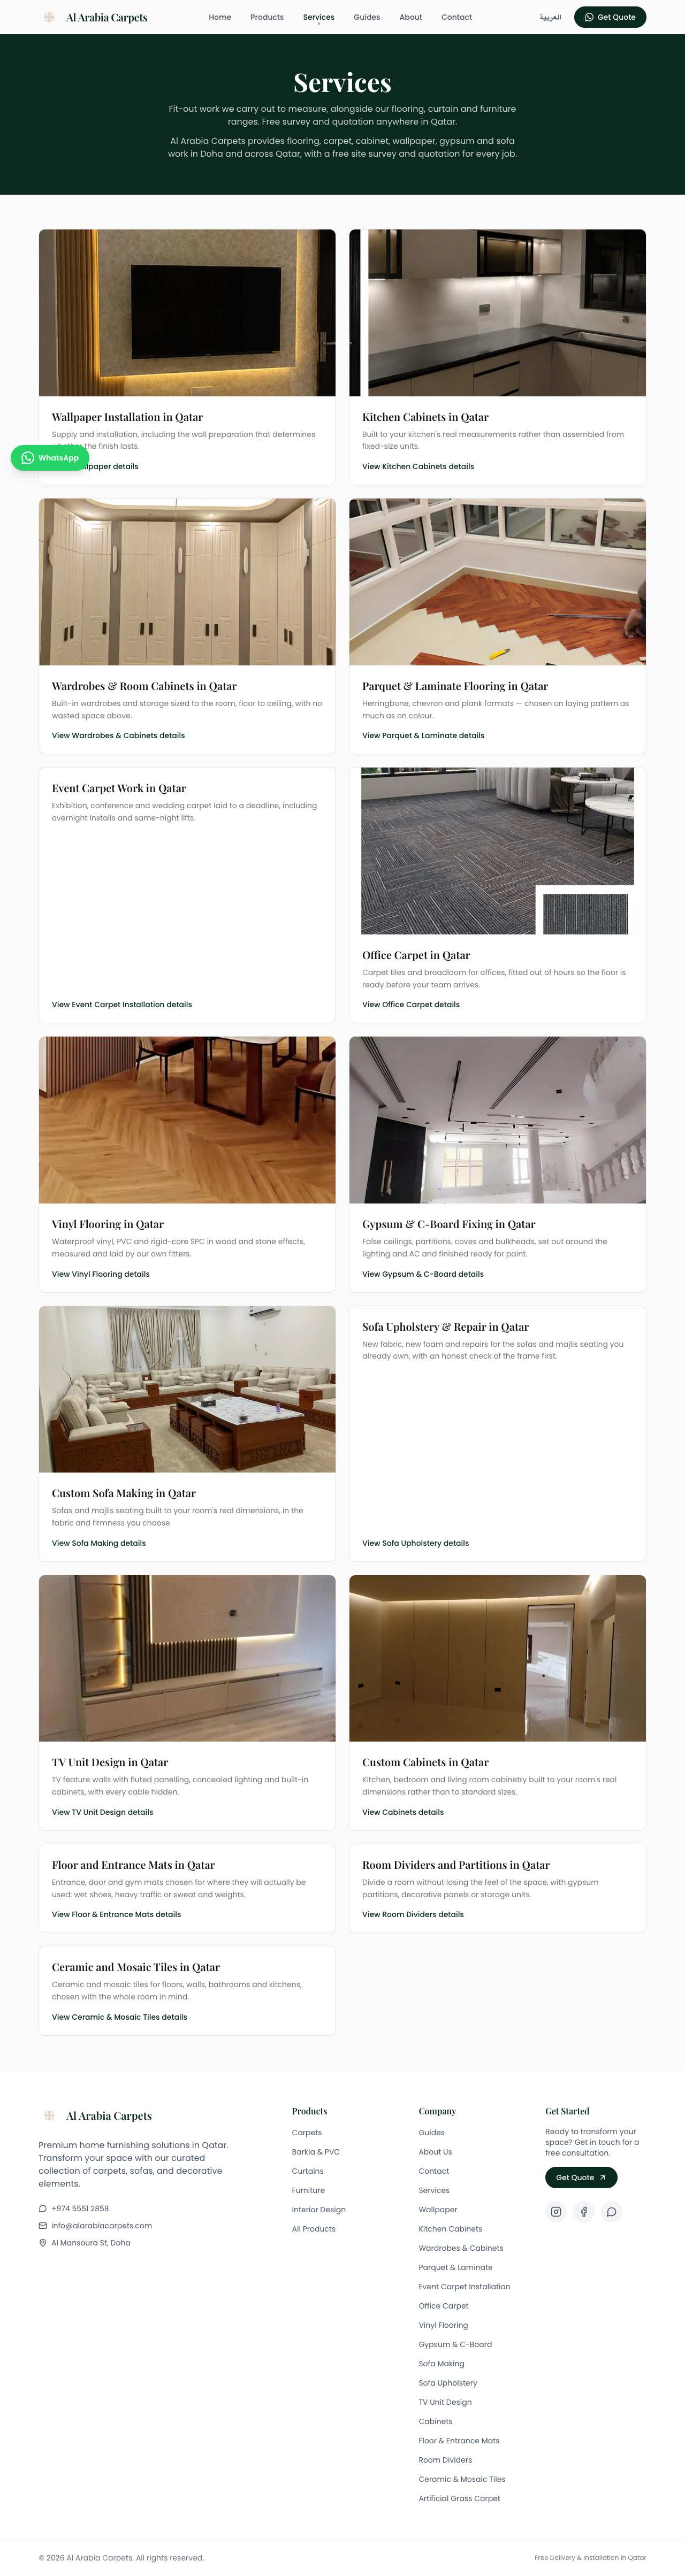 Al Arabia Carpets
Home Products Services Guides About Contact
العربية
Get Quote
Services
Fit-out work we carry out to measure, alongside our flooring, curtain and furniture
ranges. Free survey and quotation anywhere in Qatar.
Al Arabia Carpets provides flooring, carpet, cabinet, wallpaper, gypsum and sofa
work in Doha and across Qatar, with a free site survey and quotation for every job.
Wallpaper Installation in Qatar
Supply and installation, including the wall preparation that determines
the finish lasts.
details
Kitchen Cabinets in Qatar
Built to your kitchen's real measurements rather than assembled from
fixed-size units.
View Kitchen Cabinets details
WhatsApp
Wardrobes & Room Cabinets in Qatar
Built-in wardrobes and storage sized to the room, floor to ceiling, with no
wasted space above.
View Wardrobes & Cabinets details
Parquet & Laminate Flooring in Qatar
Herringbone, chevron and plank formats — chosen on laying pattern as
much as on colour.
View Parquet & Laminate details
Event Carpet Work in Qatar
Exhibition, conference and wedding carpet laid to a deadline, including
overnight installs and same-night lifts.
View Event Carpet Installation details
Office Carpet in Qatar
Carpet tiles and broadloom for offices, fitted out of hours so the floor is
ready before your team arrives.
View Office Carpet details
Vinyl Flooring in Qatar
Waterproof vinyl, PVC and rigid-core SPC in wood and stone effects,
measured and laid by our own fitters.
View Vinyl Flooring details
Gypsum & C-Board Fixing in Qatar
False ceilings, partitions, coves and bulkheads, set out around the
lighting and AC and finished ready for paint.
View Gypsum & C-Board details
Custom Sofa Making in Qatar
Sofas and majlis seating built to your room's real dimensions, in the
fabric and firmness you choose.
View Sofa Making details
Sofa Upholstery & Repair in Qatar
New fabric, new foam and repairs for the sofas and majlis seating you
already own, with an honest check of the frame first.
View Sofa Upholstery details
TV Unit Design in Qatar
TV feature walls with fluted panelling, concealed lighting and built-in
cabinets, with every cable hidden.
View TV Unit Design details
Custom Cabinets in Qatar
Kitchen, bedroom and living room cabinetry built to your room's real
dimensions rather than to standard sizes.
View Cabinets details
Floor and Entrance Mats in Qatar
Entrance, door and gym mats chosen for where they will actually be
used: wet shoes, heavy traffic or sweat and weights.
View Floor & Entrance Mats details
Room Dividers and Partitions in Qatar
Divide a room without losing the feel of the space, with gypsum
partitions, decorative panels or storage units.
View Room Dividers details
Ceramic and Mosaic Tiles in Qatar
Ceramic and mosaic tiles for floors, walls, bathrooms and kitchens,
chosen with the whole room in mind.
View Ceramic & Mosaic Tiles details
Al Arabia Carpets
Premium home furnishing solutions in Qatar.
Transform your space with our curated
collection of carpets, sofas, and decorative
elements.
+974 5551 2858
info@alarabiacarpets.com
Al Mansoura St, Doha
Products
Carpets
Barkia & PVC
Curtains
Furniture
Interior Design
All Products
Company
Guides
About Us
Contact
Services
Wallpaper
Kitchen Cabinets
Wardrobes & Cabinets
Parquet & Laminate
Event Carpet Installation
Office Carpet
Vinyl Flooring
Gypsum & C-Board
Sofa Making
Sofa Upholstery
TV Unit Design
Cabinets
Floor & Entrance Mats
Room Dividers
Ceramic & Mosaic Tiles
Artificial Grass Carpet
Get Started
Ready to transform your
space? Get in touch for a
free consultation.
Get Quote
© 2026 Al Arabia Carpets. All rights reserved.
Free Delivery & Installation in Qatar